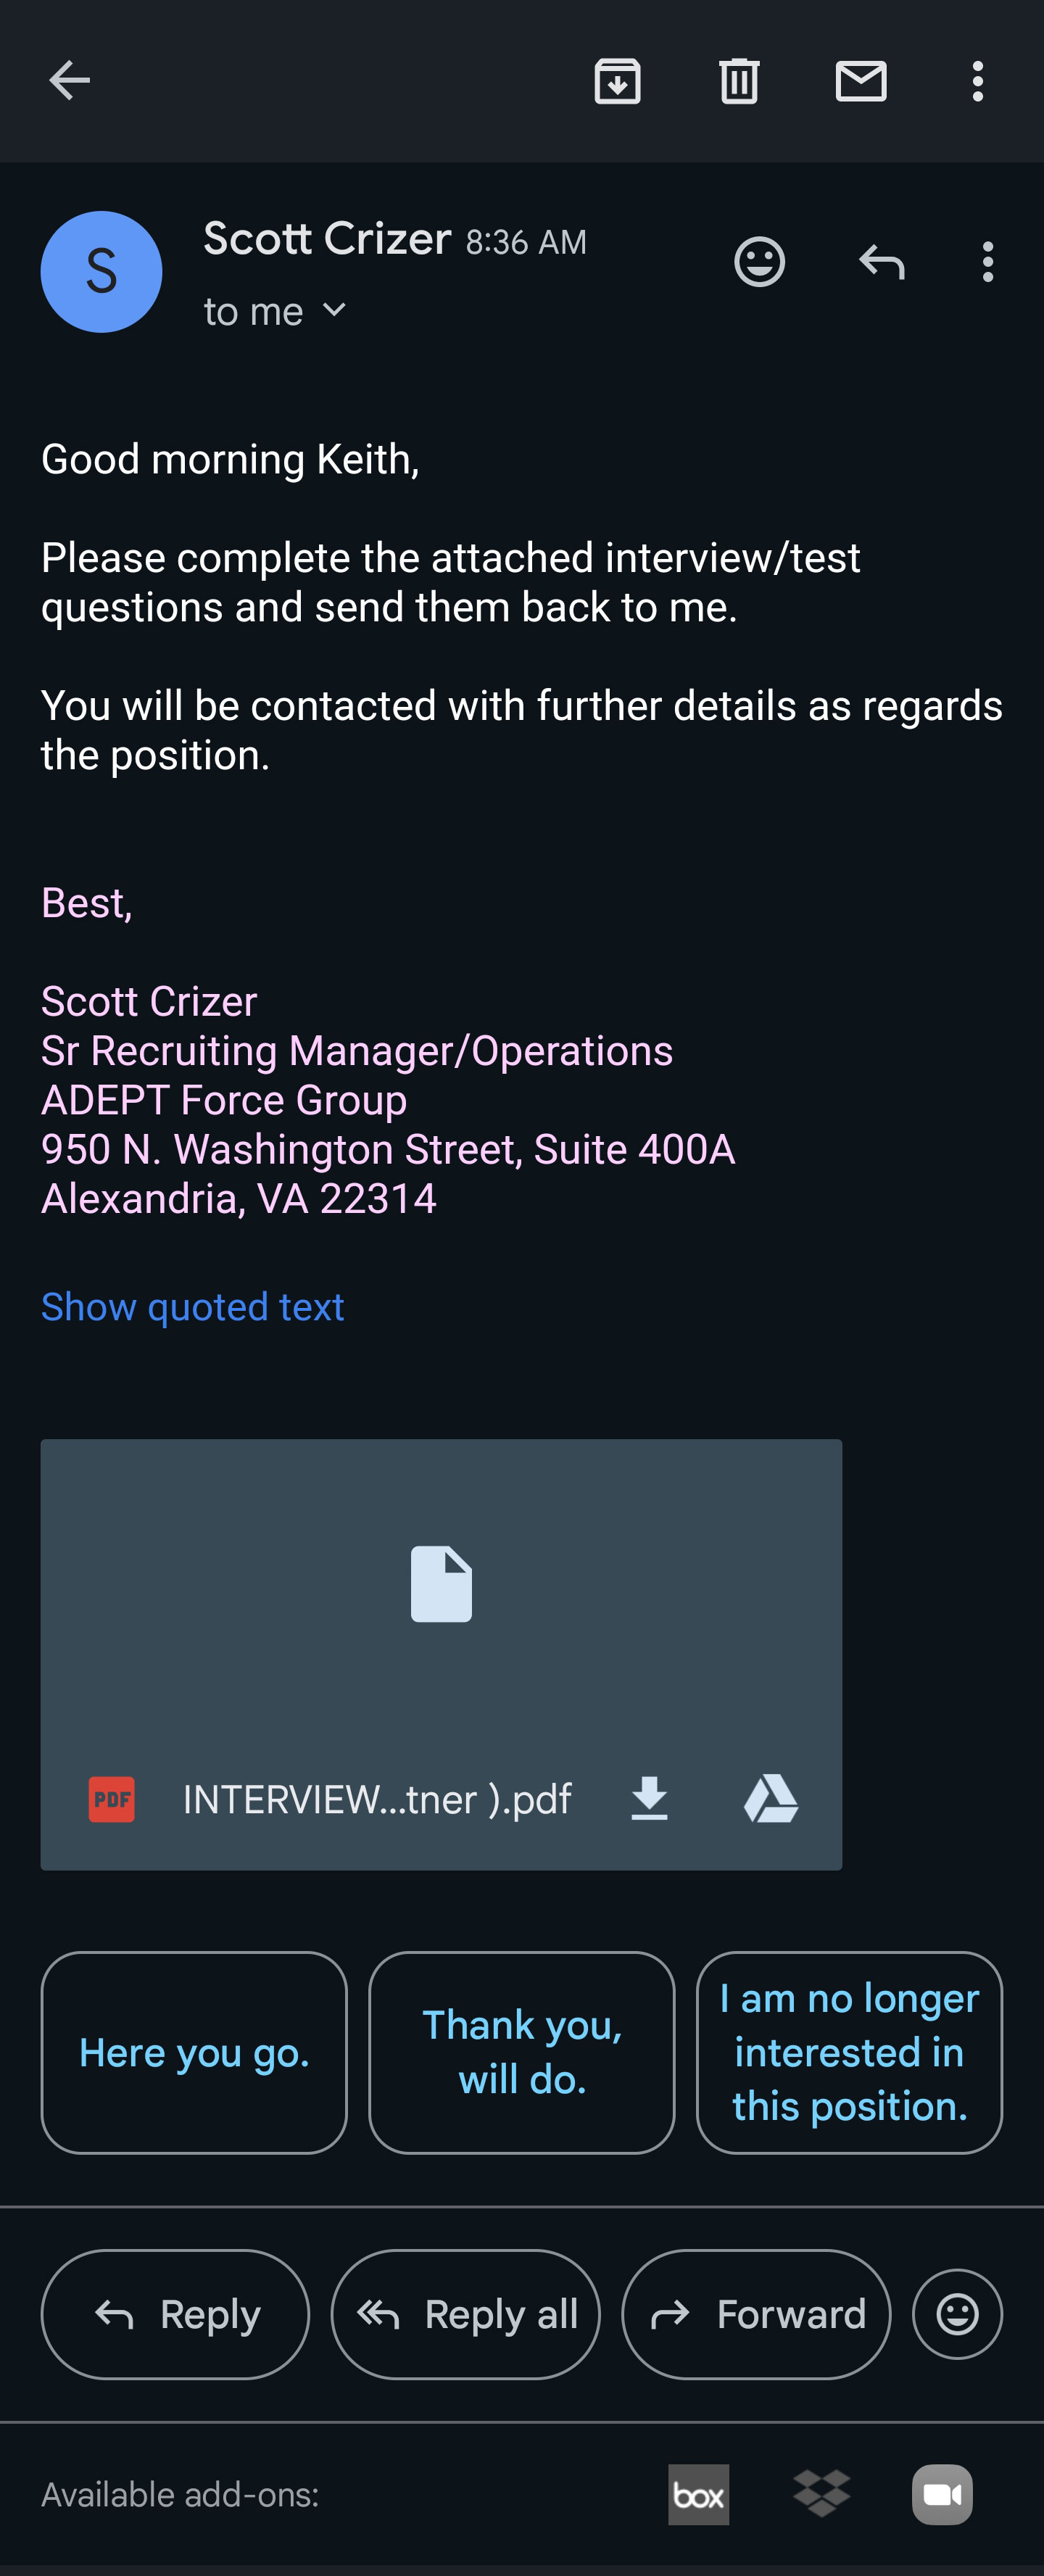 S
Scott Crizer 8:36 AM
to me
Good morning Keith,
Please complete the attached interview/test
questions and send them back to me.
You will be contacted with further details as regards
the position.
Best,
Scott Crizer
Sr Recruiting Manager/Operations
ADEPT Force Group
950 N. Washington Street, Suite 400A
Alexandria, VA 22314
Show quoted text
PDF INTERVIEW...tner ).pdf
Here you go.
Thank you,
will do.
I am no longer
interested in
this position.
Reply
Reply all
Forward
Available add-ons:
box